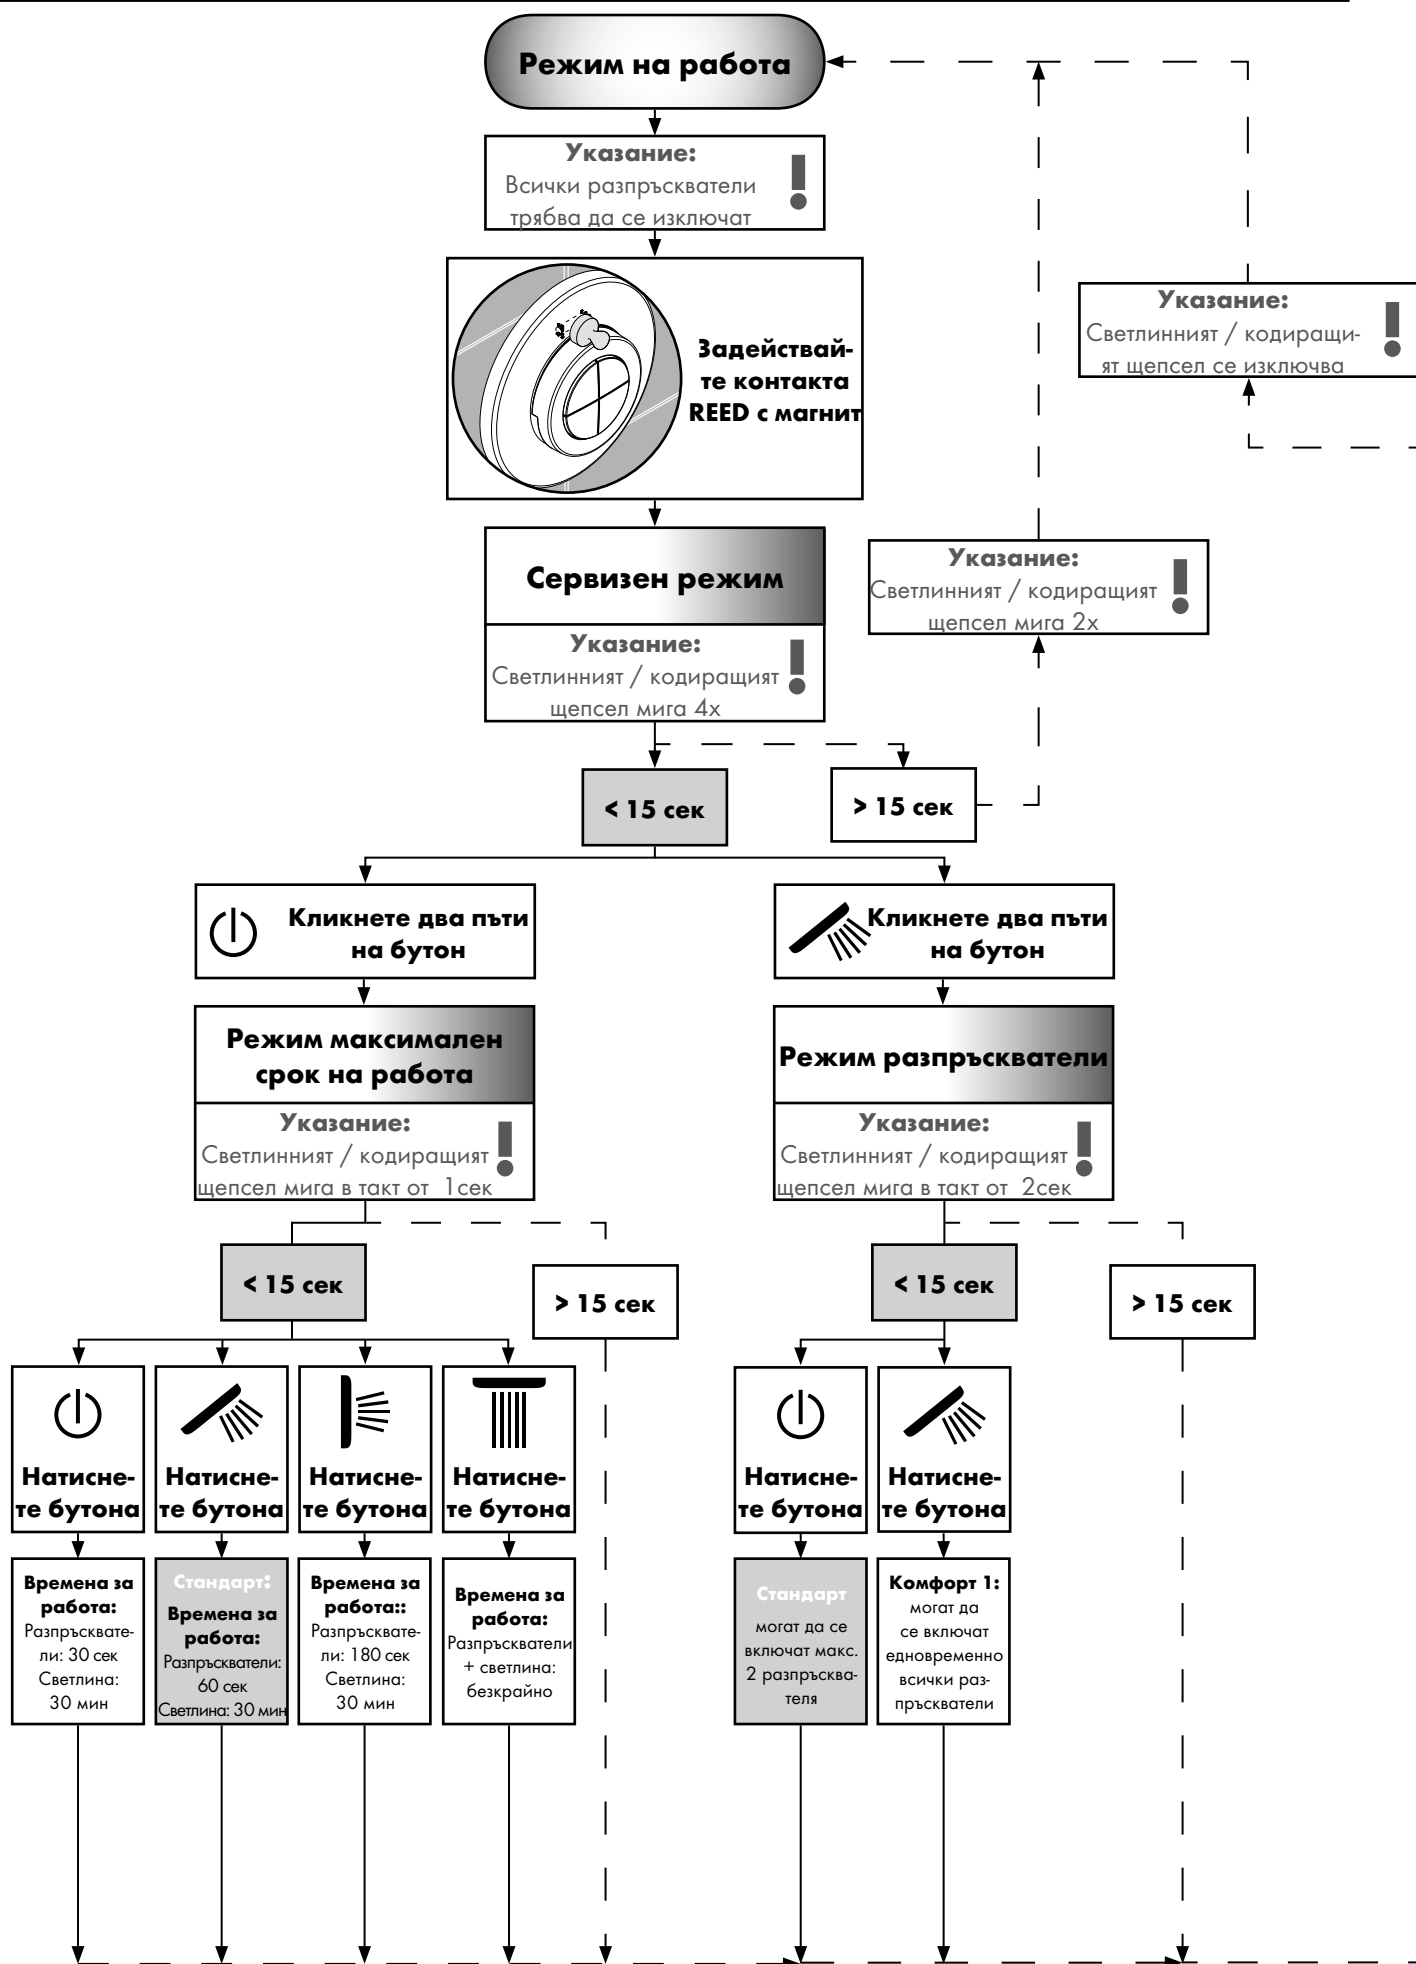 Режим на работа
Указание:
Всички разпръскватели
трябва да се изключат
Задействай-
те контакта
REED с магнит
Указание:
Светлинният / кодиращи-
ят щепсел се изключва
Сервизен режим
Указание:
Светлинният / кодиращият
щепсел мига 4x
Указание:
Светлинният / кодиращият
щепсел мига 2x
< 15 сек
> 15 сек
Кликнете два пъти
на бутон
Кликнете два пъти
на бутон
Режим максимален
срок на работа
Указание:
Светлинният / кодиращият
щепсел мига в такт от 1сек
Режим разпръскватели
Указание:
Светлинният / кодиращият
щепсел мига в такт от 2сек
< 15 сек
> 15 сек
< 15 сек
> 15 сек
Натисне-
те бутона
Натисне-
те бутона
Натисне-
те бутона
Натисне-
те бутона
Натисне-
те бутона
Натисне-
те бутона
Времена за
работа:
Разпръсквате-
ли: 30 сек
Светлина:
30 мин
Стандарт:
Времена за
работа:
Разпръскватели:
60 сек
Светлина: 30 мин
Времена за
работа::
Разпръсквате-
ли: 180 сек
Светлина:
30 мин
Времена за
работа:
Разпръскватели
+ светлина:
безкрайно
Стандарт
могат да се
включат макс.
2 разпръсква-
теля
Комфорт 1:
могат да
се включат
едновременно
всички раз-
пръскватели